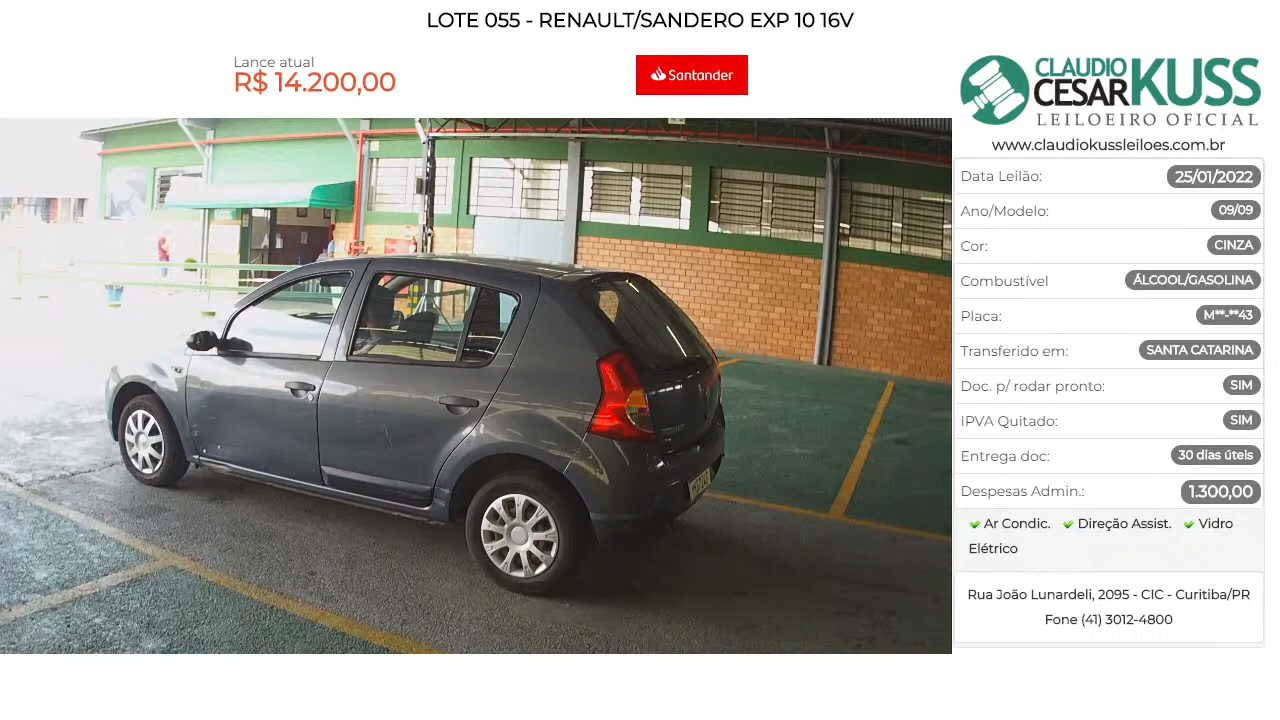 LOTE 055 - RENAULT/SANDERO EXP 10 16V
Lance atual
R$ 14.200,00
Santander
CLAUDIO
CESAR
KUSS
LEILOEIRO OFICIAL
www.claudiokussleiloes.com.br
Data Leilão: 25/01/2022
Ano/Modelo: 09/09
Cor: CINZA
Combustível ÁLCOOL/GASOLINA
Placa: M**-**43
Transferido em: SANTA CATARINA
Doc. p/ rodar pronto: SIM
IPVA Quitado: SIM
Entrega doc: 30 dias úteis
Despesas Admin.: 1.300,00
Ar Condic. Direção Assist. Vidro
Elétrico
Rua João Lunardeli, 2095 - CIC - Curitiba/PR
Fone (41) 3012-4800